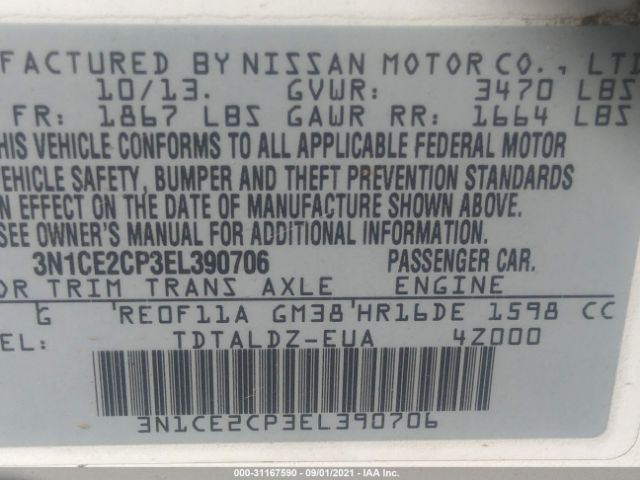 FACTURED BY NISSAN MOTOR CO., LT
10/13. GVWR: 3470 LBS
FR: 1867 LBS GAWR RR: 1664 LBS
HIS VEHICLE CONFORMS TO ALL APPLICABLE FEDERAL MOTOR
EHICLE SAFETY, BUMPER AND THEFT PREVENTION STANDARDS
N EFFECT ON THE DATE OF MANUFACTURE SHOWN ABOVE.
SEE OWNER'S MANUAL FOR ADDITIONAL INFORMATION.
3N1CE2CP3EL390706 PASSENGER CAR.
OR TRIM TRANS AXLE ENGINE
G 'RE0F11A GM38'HR16DE 1598 CC
EL: TDTALDZ-EUA 4Z000
3N1CE2CP3EL390706
000-31167590 - 09/01/2021 - IAA Inc.